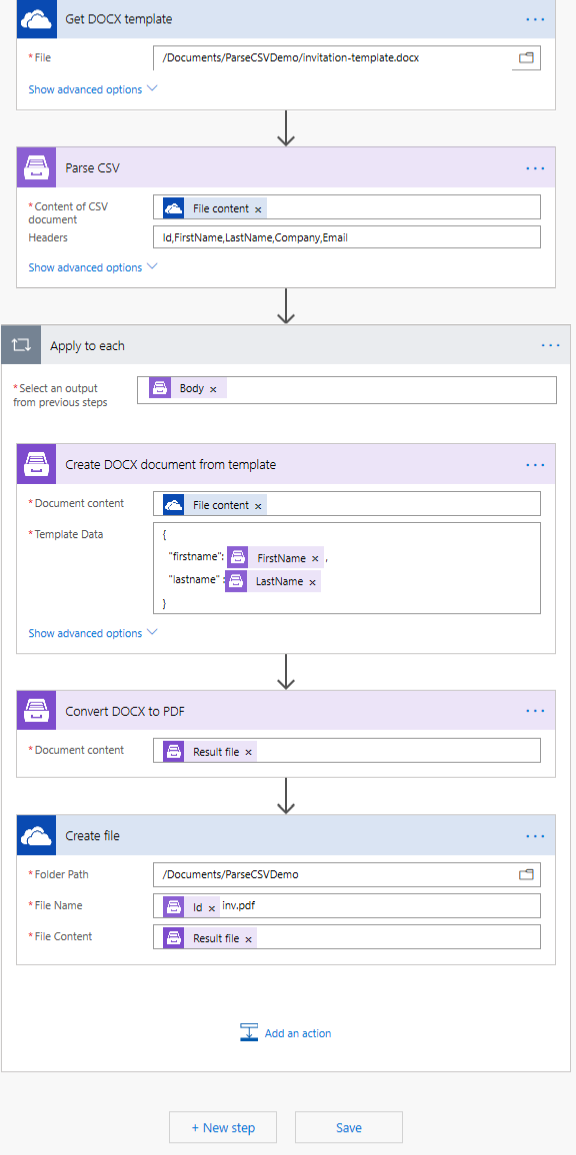 Get DOCX template
* File /Documents/ParseCSVDemo/invitation-template.docx
Show advanced options
Parse CSV
* Content of CSV document File content ×
Headers Id,FirstName,LastName,Company,Email
Show advanced options
Apply to each
* Select an output from previous steps Body ×
Create DOCX document from template
* Document content File content ×
* Template Data {
"firstname": FirstName × ,
"lastname" : LastName ×
}
Show advanced options
Convert DOCX to PDF
* Document content Result file ×
Create file
* Folder Path /Documents/ParseCSVDemo
* File Name Id × inv.pdf
* File Content Result file ×
Add an action
+ New step Save